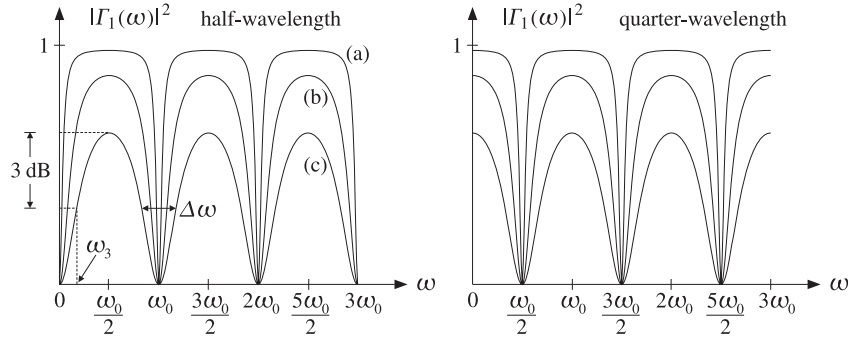 |Γ₁(ω)|² half-wavelength
1
(a)
(b)
(c)
3 dB
Δω
ω₃
0 ω₀/2 ω₀ 3ω₀/2 2ω₀ 5ω₀/2 3ω₀ ω
|Γ₁(ω)|² quarter-wavelength
1
0 ω₀/2 ω₀ 3ω₀/2 2ω₀ 5ω₀/2 3ω₀ ω